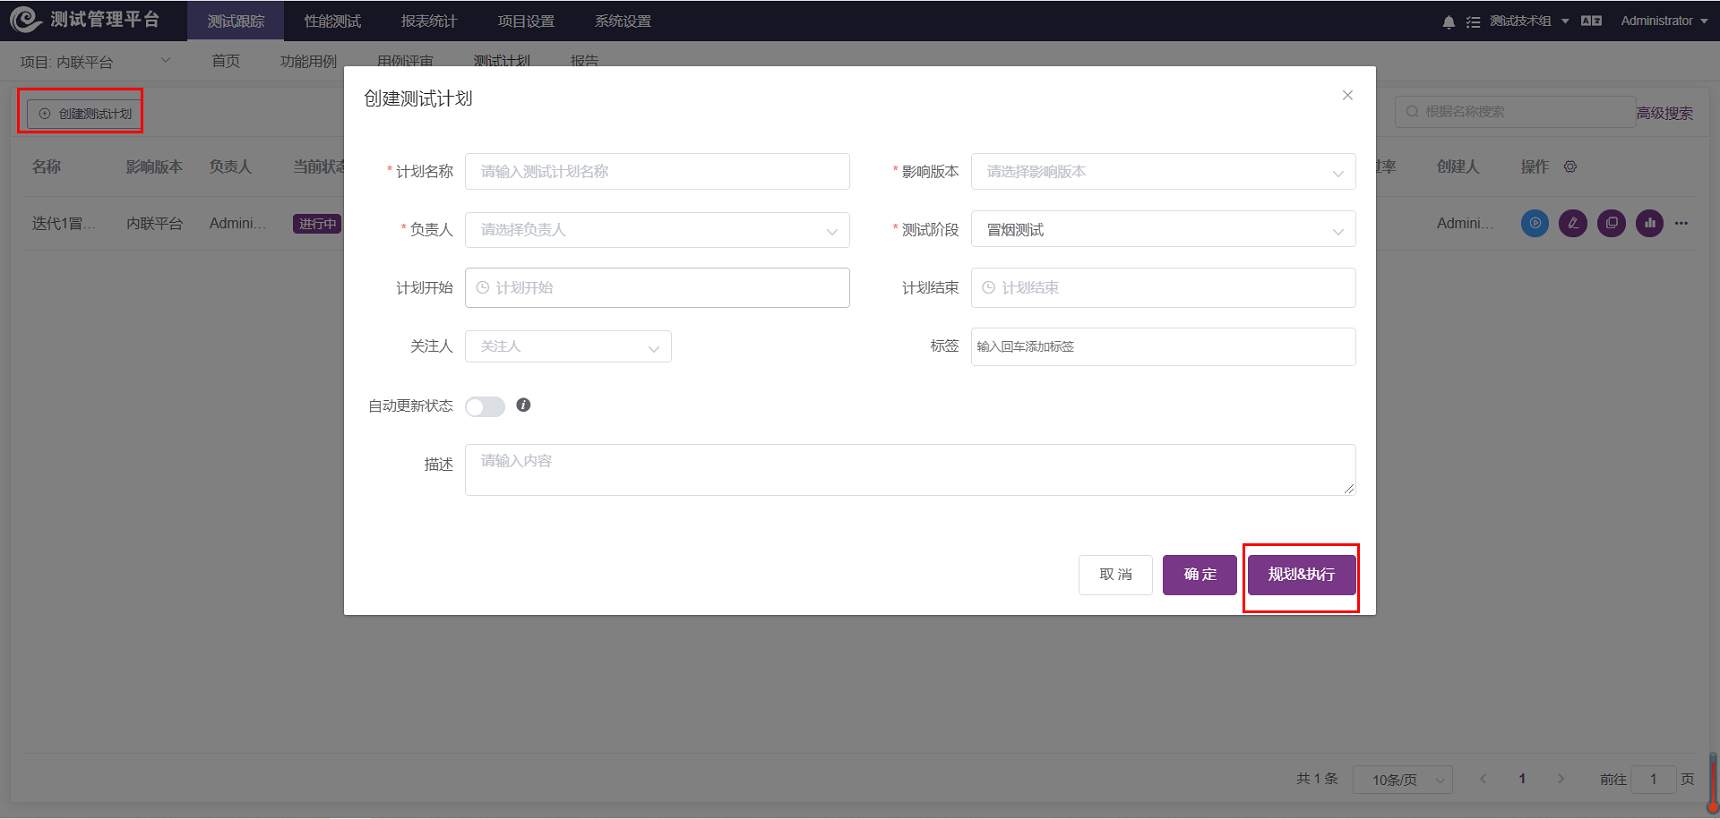 测试管理平台 测试跟踪 性能测试 报表统计 项目设置 系统设置 测试技术组 Administrator
项目: 内联平台 首页 功能用例 用例评审 测试计划 报告
创建测试计划
根据名称搜索 高级搜索
名称 影响版本 负责人 当前状态 过率 创建人 操作
迭代1冒... 内联平台 Admini... 进行中 Admini...
创建测试计划
* 计划名称 请输入测试计划名称 * 影响版本 请选择影响版本
* 负责人 请选择负责人 * 测试阶段 冒烟测试
计划开始 计划开始 计划结束 计划结束
关注人 关注人 标签 输入回车添加标签
自动更新状态
描述 请输入内容
取消 确定 规划&执行
共 1 条 10条/页 1 前往 1 页